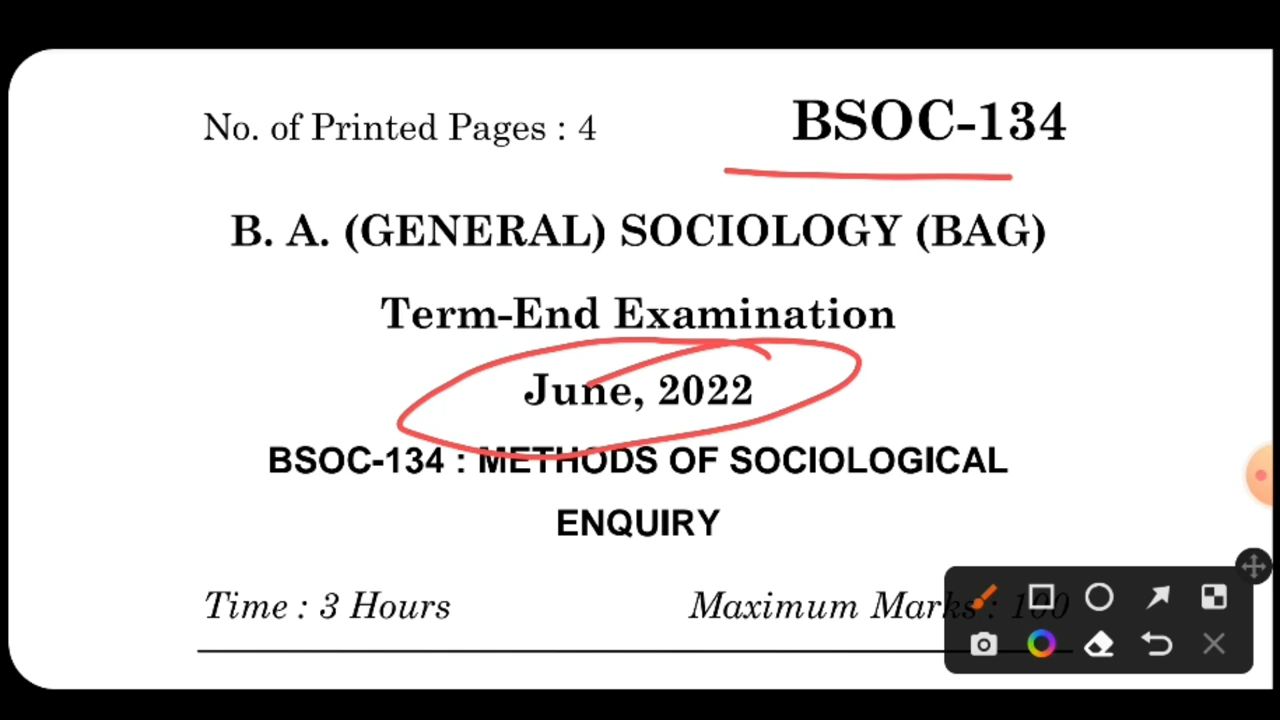 No. of Printed Pages : 4 BSOC-134
B. A. (GENERAL) SOCIOLOGY (BAG)
Term-End Examination
June, 2022
BSOC-134 : METHODS OF SOCIOLOGICAL
ENQUIRY
Time : 3 Hours Maximum Marks : 100